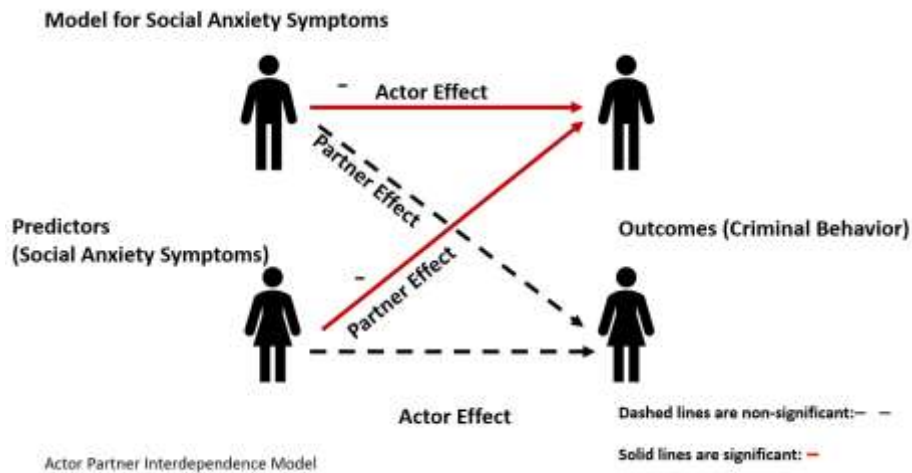 Model for Social Anxiety Symptoms
- Actor Effect
Partner Effect
Predictors
(Social Anxiety Symptoms)
Outcomes (Criminal Behavior)
- Partner Effect
Actor Effect
Dashed lines are non-significant:- -
Solid lines are significant: -
Actor Partner Interdependence Model